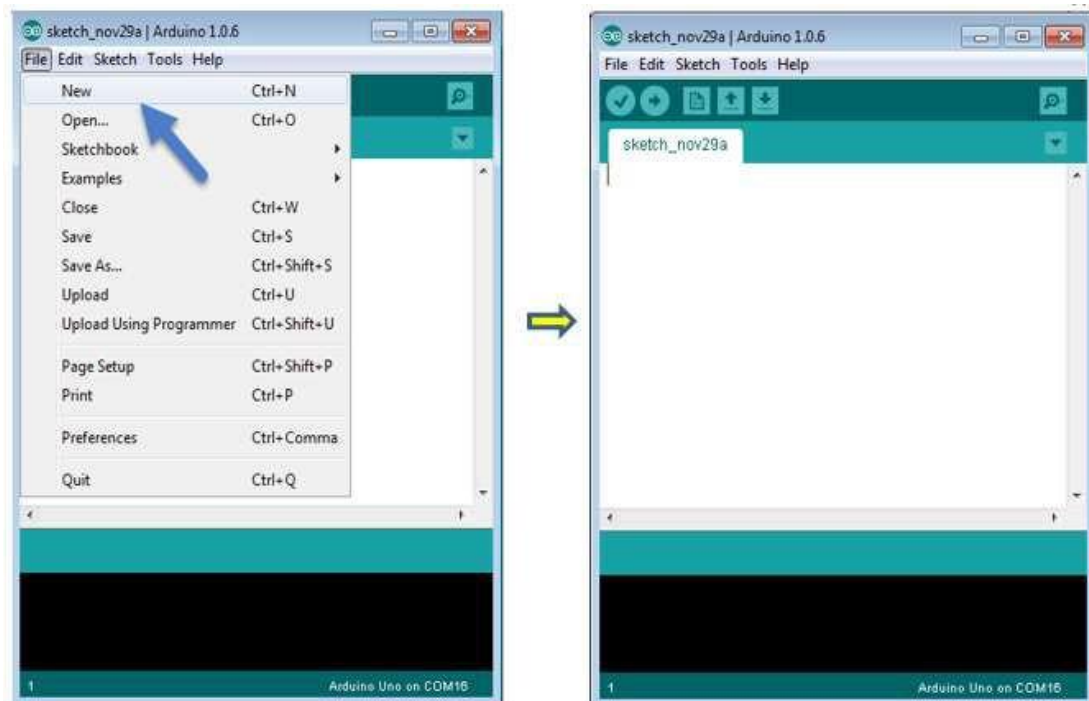 sketch_nov29a | Arduino 1.0.6
File Edit Sketch Tools Help
New Ctrl+N
Open... Ctrl+O
Sketchbook
Examples
Close Ctrl+W
Save Ctrl+S
Save As... Ctrl+Shift+S
Upload Ctrl+U
Upload Using Programmer Ctrl+Shift+U
Page Setup Ctrl+Shift+P
Print Ctrl+P
Preferences Ctrl+Comma
Quit Ctrl+Q
1 Arduino Uno on COM16
sketch_nov29a | Arduino 1.0.6
File Edit Sketch Tools Help
sketch_nov29a
1 Arduino Uno on COM16